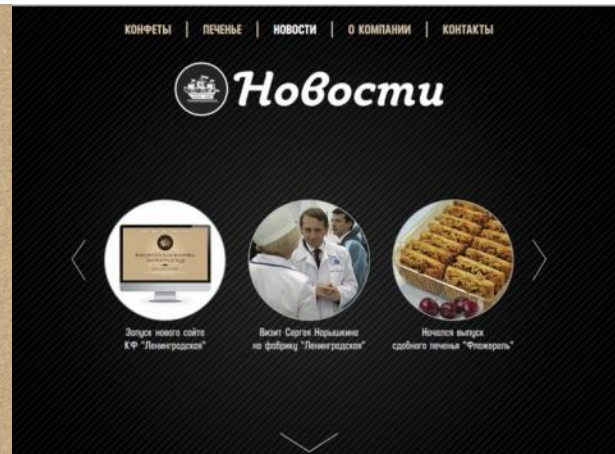 КОНФЕТЫ | ПЕЧЕНЬЕ | НОВОСТИ | О КОМПАНИИ | КОНТАКТЫ
Новости
Запуск нового сайта
КФ "Ленинградская"
Визит Сергея Нарышкина
на фабрику "Ленинградская"
Начался выпуск
сдобного печенья "Флажерель"